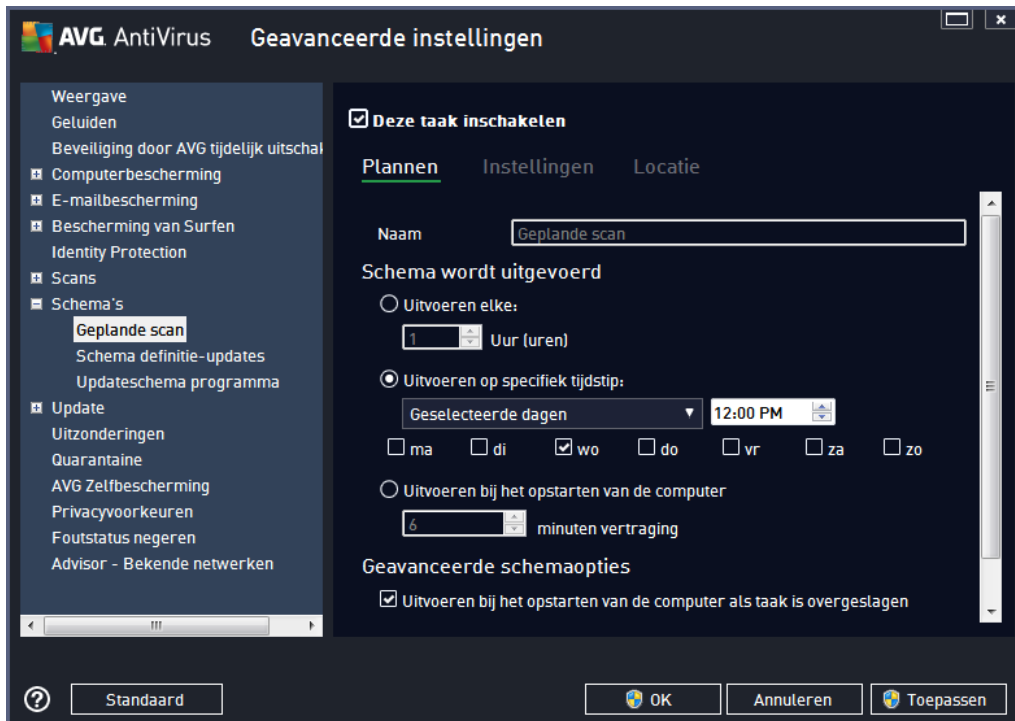 AVG AntiVirus Geavanceerde instellingen
Weergave
Geluiden
Beveiliging door AVG tijdelijk uitschak
Computerbescherming
E-mailbescherming
Bescherming van Surfen
Identity Protection
Scans
Schema's
Geplande scan
Schema definitie-updates
Updateschema programma
Update
Uitzonderingen
Quarantaine
AVG Zelfbescherming
Privacyvoorkeuren
Foutstatus negeren
Advisor - Bekende netwerken
Deze taak inschakelen
Plannen Instellingen Locatie
Naam Geplande scan
Schema wordt uitgevoerd
Uitvoeren elke:
1 Uur (uren)
Uitvoeren op specifiek tijdstip:
Geselecteerde dagen 12:00 PM
ma di wo do vr za zo
Uitvoeren bij het opstarten van de computer
6 minuten vertraging
Geavanceerde schemaopties
Uitvoeren bij het opstarten van de computer als taak is overgeslagen
? Standaard OK Annuleren Toepassen